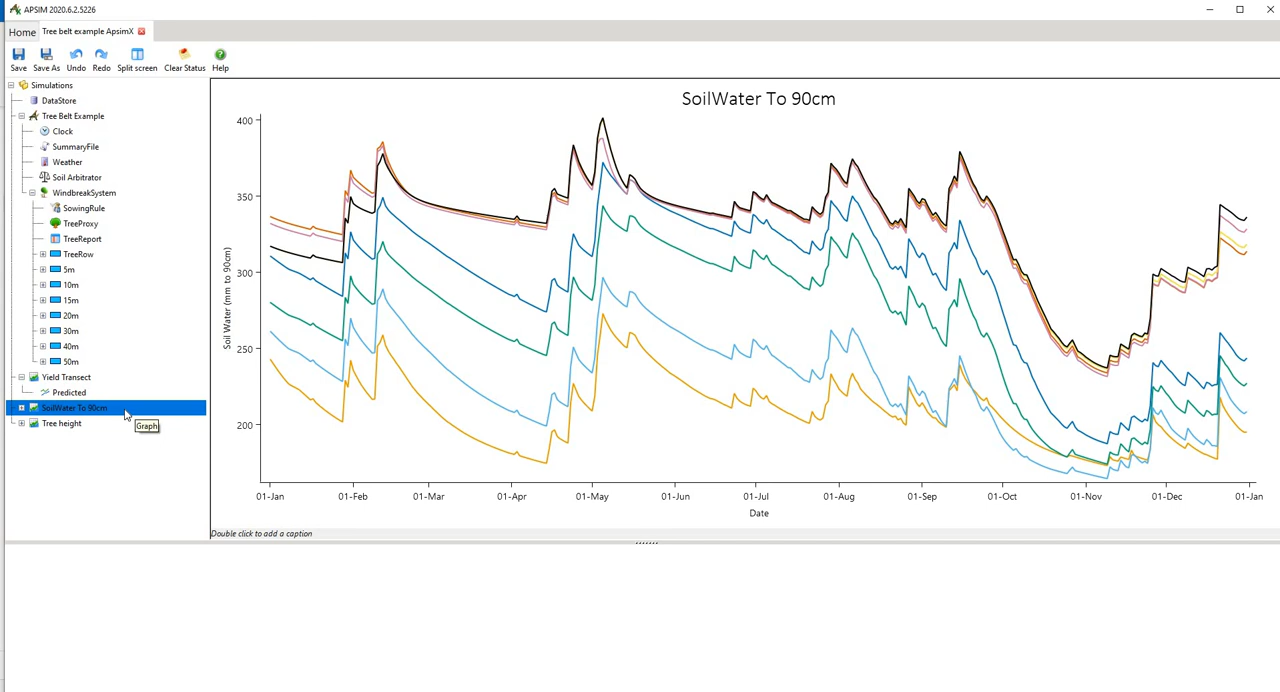 APSIM 2020.6.2.5226
Home Tree belt example ApsimX
Save Save As Undo Redo Split screen Clear Status Help
Simulations
DataStore
Tree Belt Example
Clock
SummaryFile
Weather
Soil Arbitrator
WindbreakSystem
SowingRule
TreeProxy
TreeReport
TreeRow
5m
10m
15m
20m
30m
40m
50m
Yield Transect
Predicted
SoilWater To 90cm
Graph
Tree height
SoilWater To 90cm
400
350
300
250
200
Soil Water (mm to 90cm)
01-Jan 01-Feb 01-Mar 01-Apr 01-May 01-Jun 01-Jul 01-Aug 01-Sep 01-Oct 01-Nov 01-Dec 01-Jan
Date
Double click to add a caption